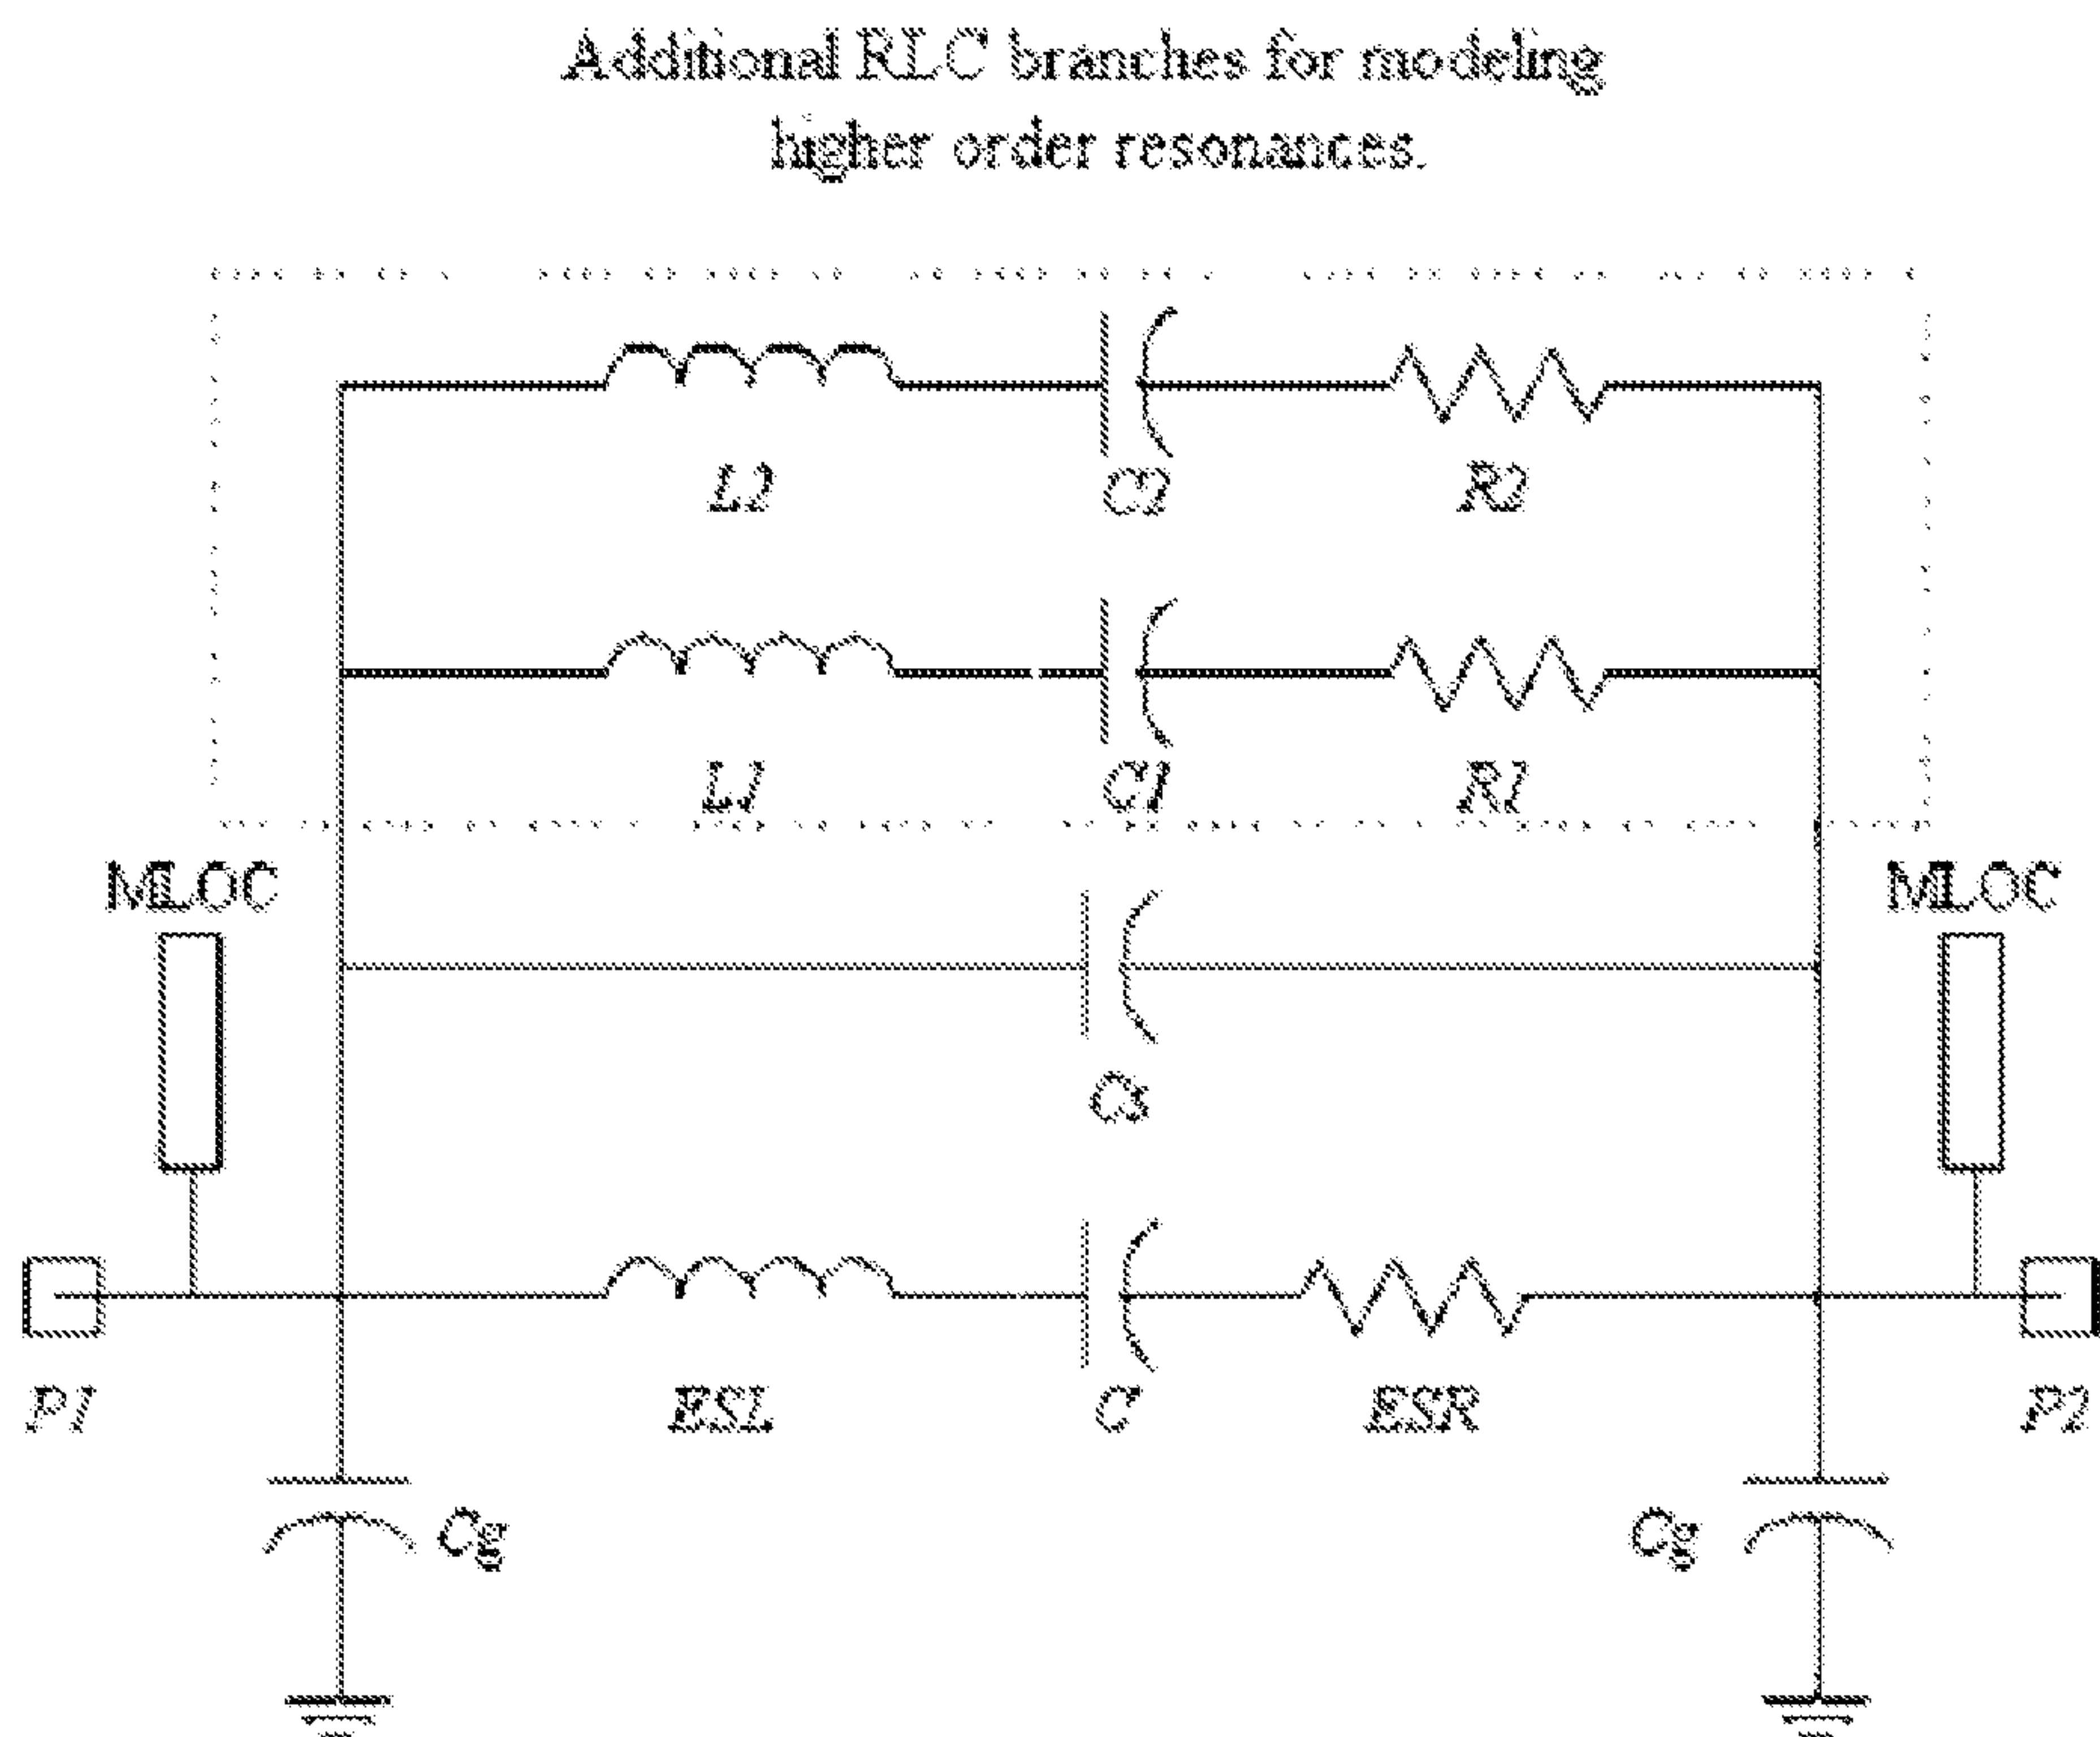 Additional RLC branches for modeling
higher order resonances.
L2 C2 R2
L1 C1 R1
MLOC MLOC
Cs
P1 ESL C ESR P2
Cg Cg